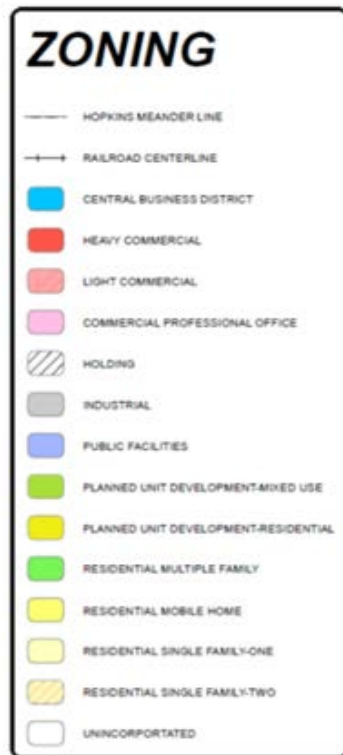 ZONING
HOPKINS MEANDER LINE
RAILROAD CENTERLINE
CENTRAL BUSINESS DISTRICT
HEAVY COMMERCIAL
LIGHT COMMERCIAL
COMMERCIAL PROFESSIONAL OFFICE
HOLDING
INDUSTRIAL
PUBLIC FACILITIES
PLANNED UNIT DEVELOPMENT-MIXED USE
PLANNED UNIT DEVELOPMENT-RESIDENTIAL
RESIDENTIAL MULTIPLE FAMILY
RESIDENTIAL MOBILE HOME
RESIDENTIAL SINGLE FAMILY-ONE
RESIDENTIAL SINGLE FAMILY-TWO
UNINCORPORTATED